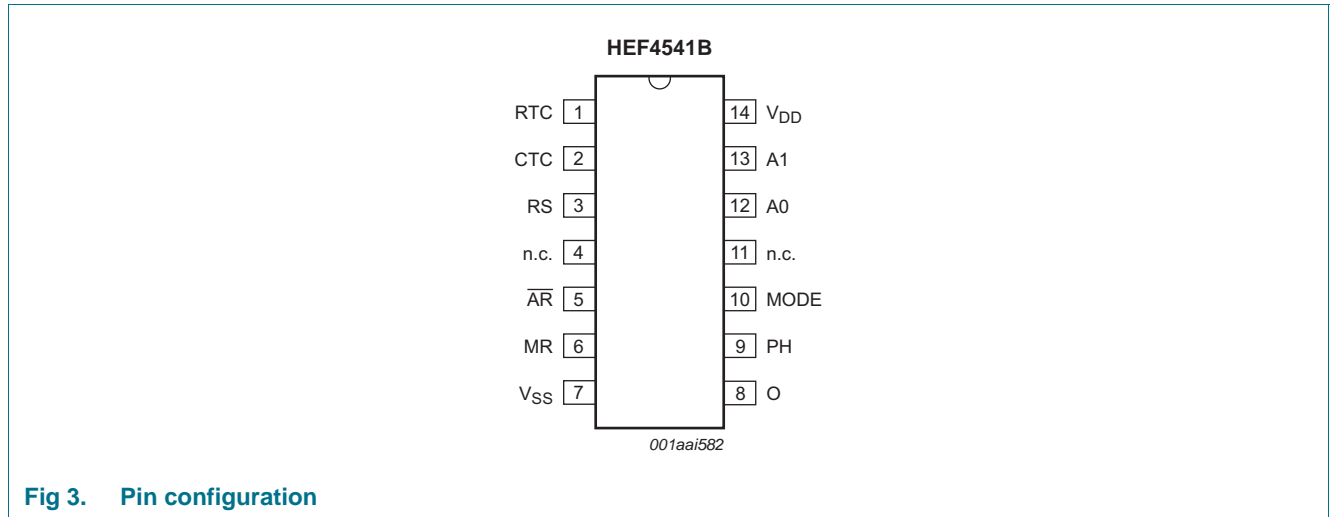 HEF4541B
RTC 1 14 VDD
CTC 2 13 A1
RS 3 12 A0
n.c. 4 11 n.c.
A̅R̅ 5 10 MODE
MR 6 9 PH
VSS 7 8 O
001aai582
Fig 3. Pin configuration